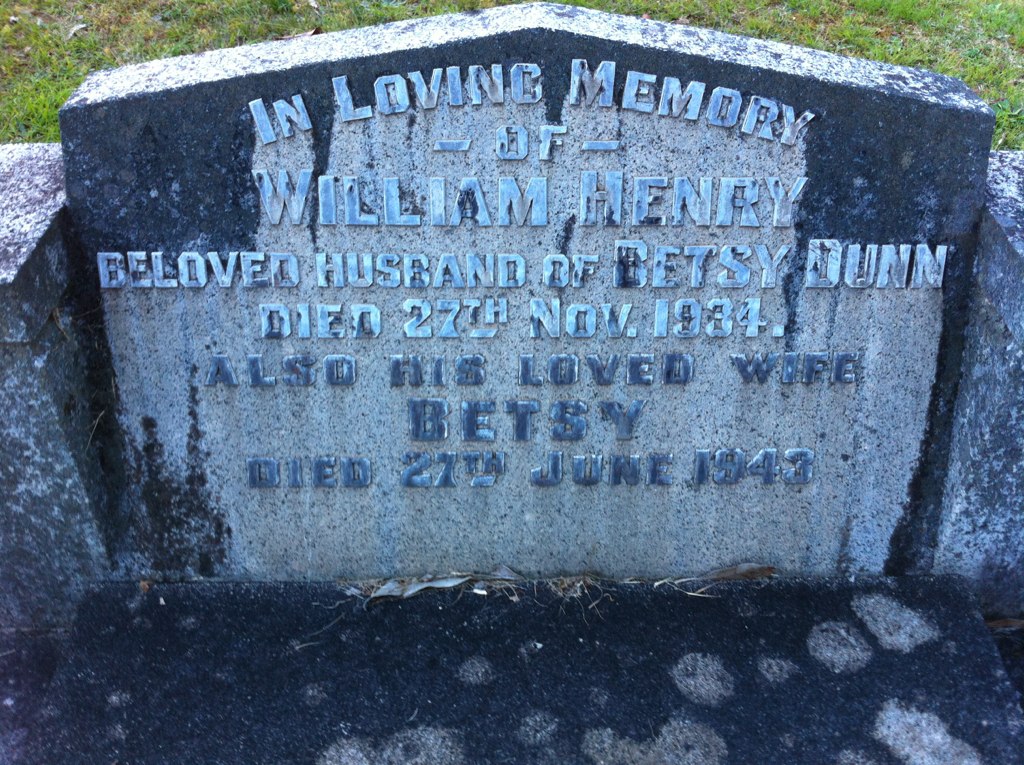 IN LOVING MEMORY
— OF —
WILLIAM HENRY
BELOVED HUSBAND OF BETSY DUNN
DIED 27TH NOV. 1934.
ALSO HIS LOVED WIFE
BETSY
DIED 27TH JUNE 1943